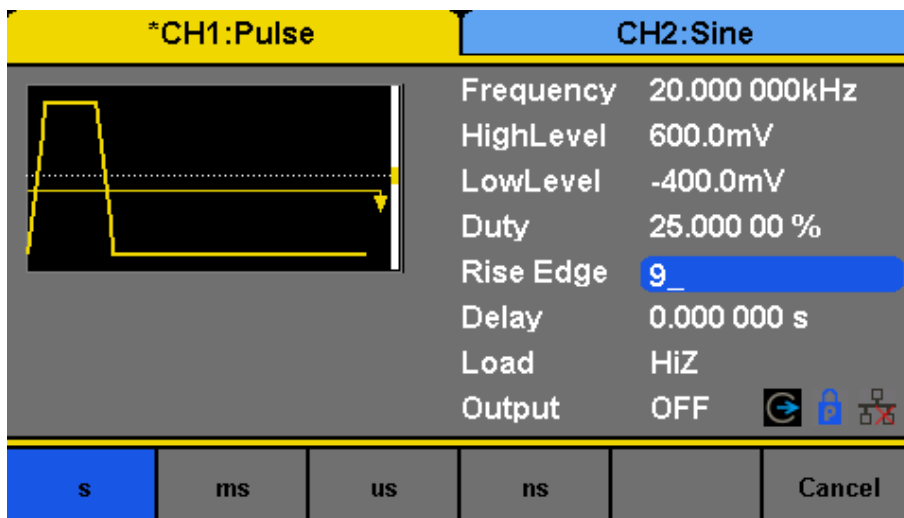 *CH1:Pulse
CH2:Sine
Frequency 20.000 000kHz
HighLevel 600.0mV
LowLevel -400.0mV
Duty 25.000 00 %
Rise Edge 9_
Delay 0.000 000 s
Load HiZ
Output OFF P
s ms us ns Cancel